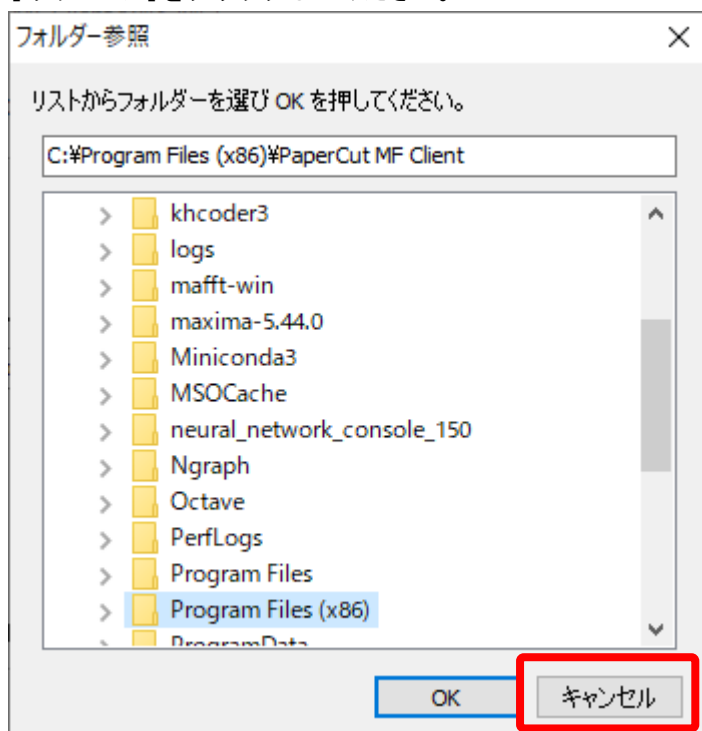 フォルダー参照
リストからフォルダーを選び OK を押してください。
C:¥Program Files (x86)¥PaperCut MF Client
khcoder3
logs
mafft-win
maxima-5.44.0
Miniconda3
MSOCache
neural_network_console_150
Ngraph
Octave
PerfLogs
Program Files
Program Files (x86)
ProgramData
OK
キャンセル